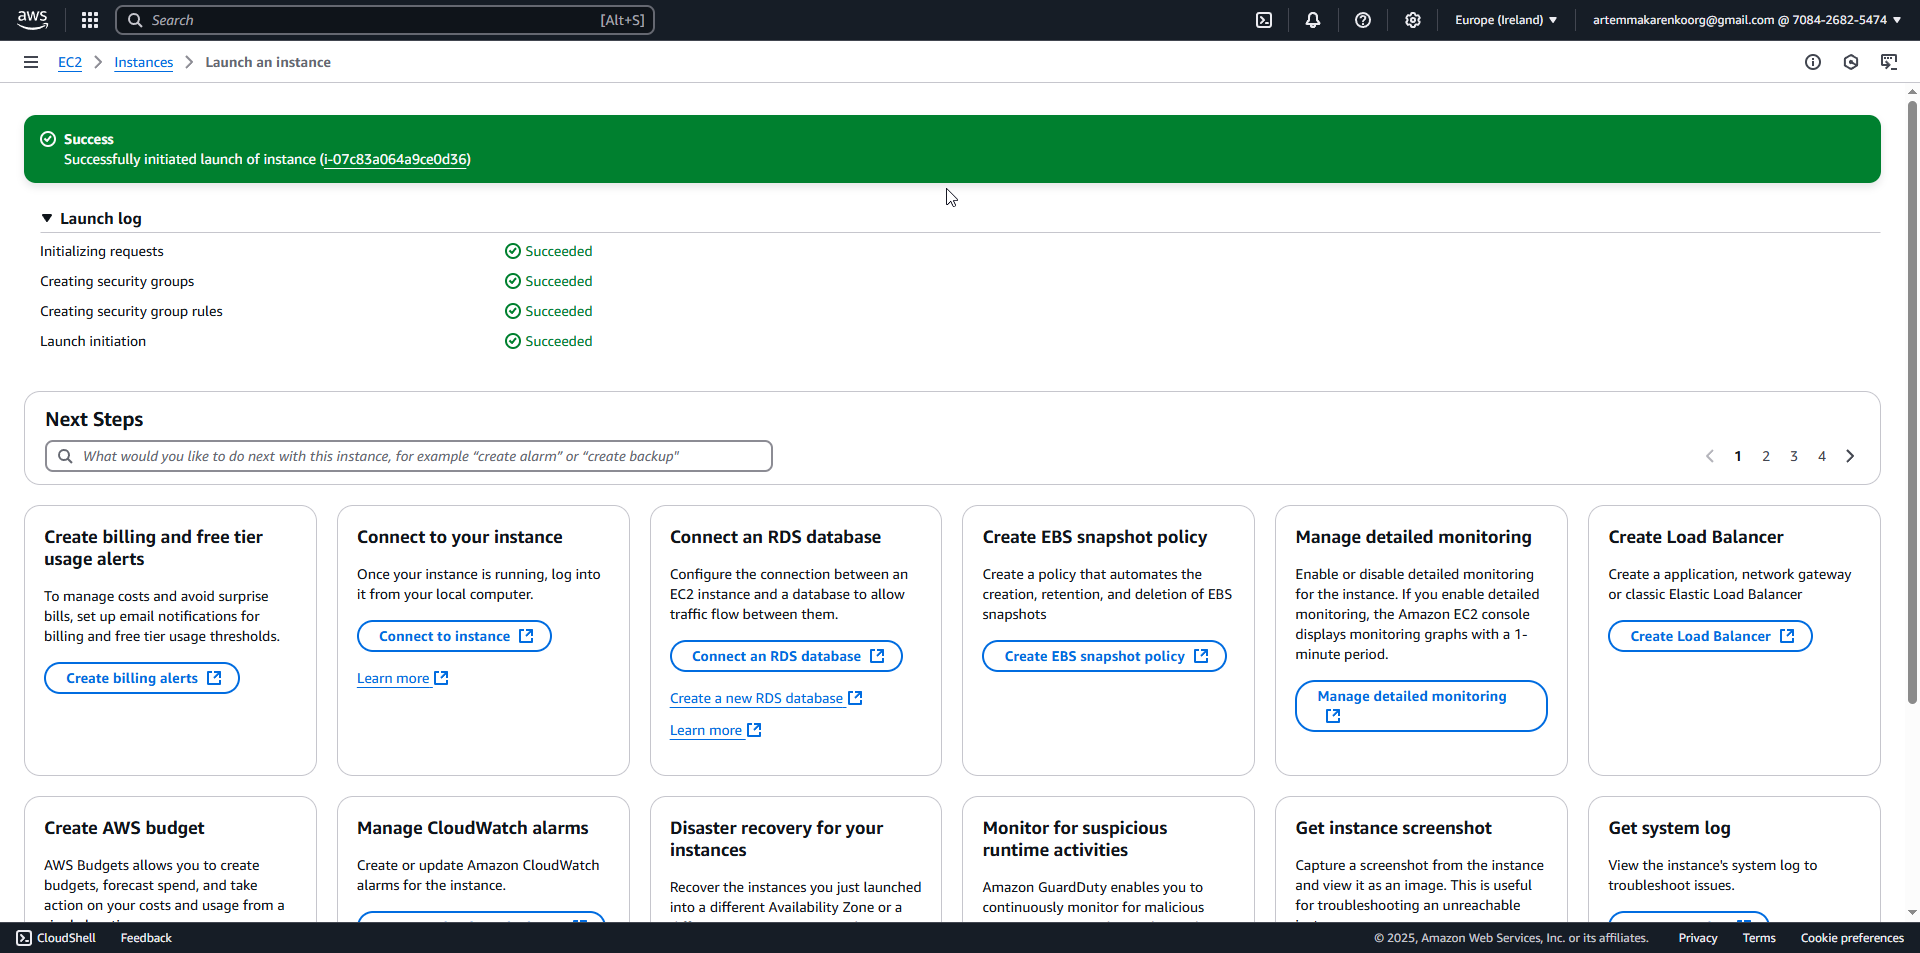 aws
Search
[Alt+S]
Europe (Ireland)
artemmakarenkoorg@gmail.com @ 7084-2682-5474
EC2
Instances
Launch an instance
Success
Successfully initiated launch of instance (i-07c83a064a9ce0d36)
Launch log
Initializing requests
Succeeded
Creating security groups
Succeeded
Creating security group rules
Succeeded
Launch initiation
Succeeded
Next Steps
What would you like to do next with this instance, for example “create alarm” or “create backup”
1 2 3 4
Create billing and free tier
usage alerts
To manage costs and avoid surprise
bills, set up email notifications for
billing and free tier usage thresholds.
Create billing alerts
Connect to your instance
Once your instance is running, log into
it from your local computer.
Connect to instance
Learn more
Connect an RDS database
Configure the connection between an
EC2 instance and a database to allow
traffic flow between them.
Connect an RDS database
Create a new RDS database
Learn more
Create EBS snapshot policy
Create a policy that automates the
creation, retention, and deletion of EBS
snapshots
Create EBS snapshot policy
Manage detailed monitoring
Enable or disable detailed monitoring
for the instance. If you enable detailed
monitoring, the Amazon EC2 console
displays monitoring graphs with a 1-
minute period.
Manage detailed monitoring
Create Load Balancer
Create a application, network gateway
or classic Elastic Load Balancer
Create Load Balancer
Create AWS budget
AWS Budgets allows you to create
budgets, forecast spend, and take
action on your costs and usage from a
Manage CloudWatch alarms
Create or update Amazon CloudWatch
alarms for the instance.
Disaster recovery for your
instances
Recover the instances you just launched
into a different Availability Zone or a
Monitor for suspicious
runtime activities
Amazon GuardDuty enables you to
continuously monitor for malicious
Get instance screenshot
Capture a screenshot from the instance
and view it as an image. This is useful
for troubleshooting an unreachable
Get system log
View the instance's system log to
troubleshoot issues.
CloudShell
Feedback
© 2025, Amazon Web Services, Inc. or its affiliates.
Privacy
Terms
Cookie preferences